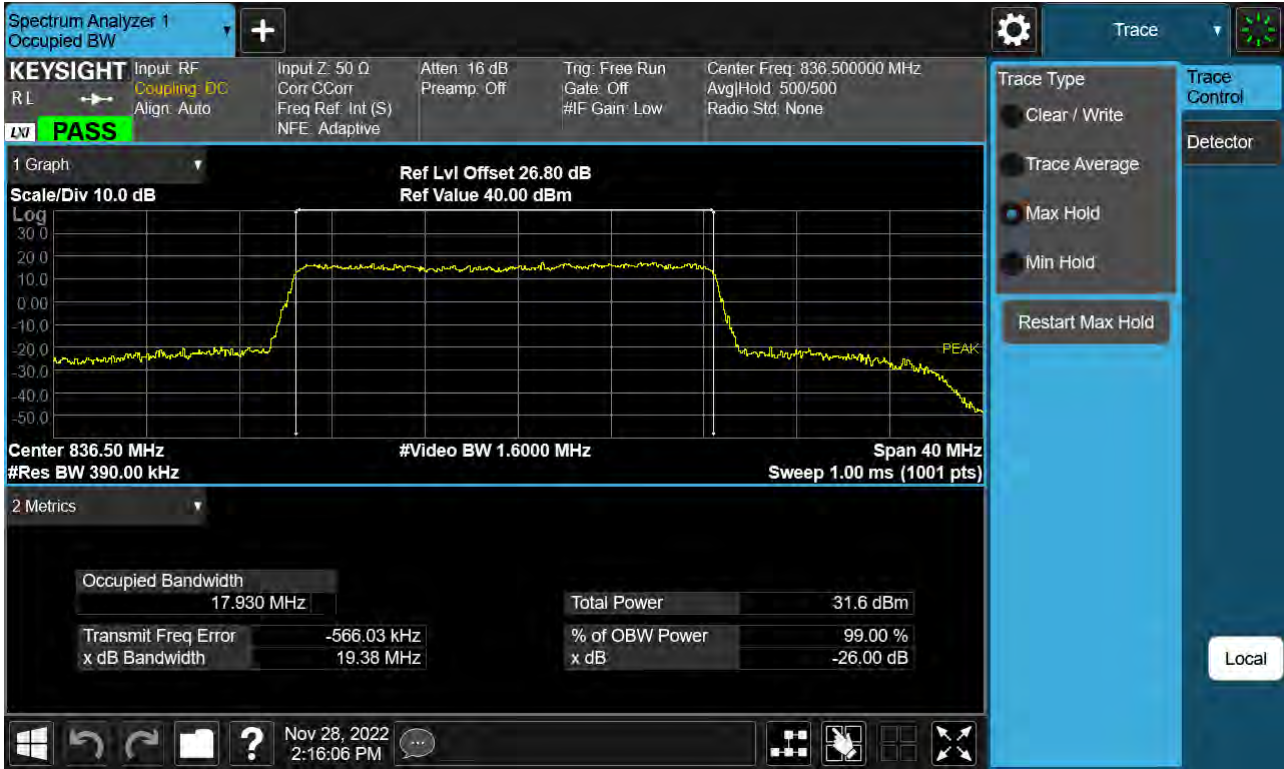 Spectrum Analyzer 1
Occupied BW
+
Trace
KEYSIGHT
R L
LXI PASS
Input: RF
Coupling: DC
Align: Auto
Input Z: 50 Ω
Corr CCorr
Freq Ref: Int (S)
NFE: Adaptive
Atten: 16 dB
Preamp: Off
Trig: Free Run
Gate: Off
#IF Gain: Low
Center Freq: 836.500000 MHz
Avg|Hold: 500/500
Radio Std: None
1 Graph
Scale/Div 10.0 dB
Ref Lvl Offset 26.80 dB
Ref Value 40.00 dBm
Log
30.0
20.0
10.0
0.00
-10.0
-20.0
-30.0
-40.0
-50.0
PEAK
Center 836.50 MHz
#Res BW 390.00 kHz
#Video BW 1.6000 MHz
Span 40 MHz
Sweep 1.00 ms (1001 pts)
2 Metrics
Occupied Bandwidth
17.930 MHz
Transmit Freq Error -566.03 kHz
x dB Bandwidth 19.38 MHz
Total Power 31.6 dBm
% of OBW Power 99.00 %
x dB -26.00 dB
Trace Type
Clear / Write
Trace Average
Max Hold
Min Hold
Restart Max Hold
Trace
Control
Detector
Local
?
Nov 28, 2022
2:16:06 PM